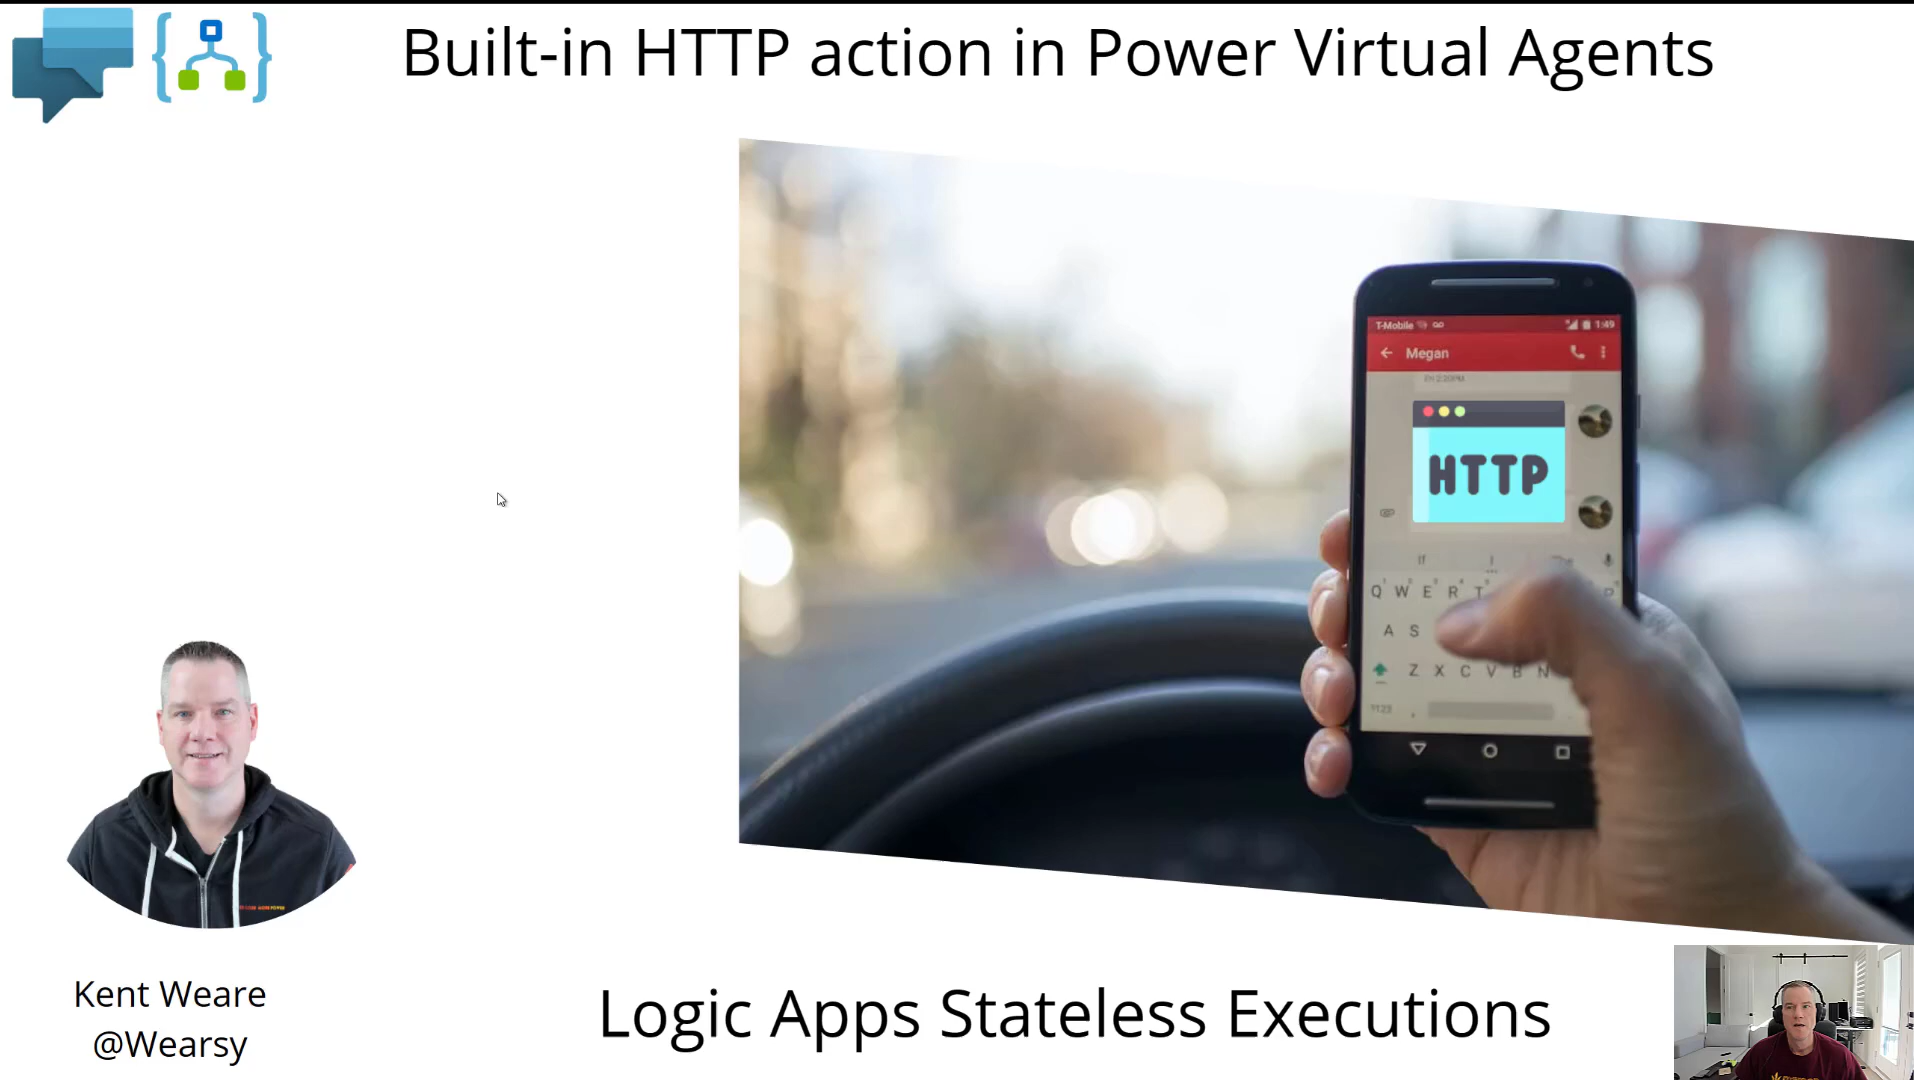 Built-in HTTP action in Power Virtual Agents
T-Mobile
1:49
Megan
HTTP
If I
Q W E R T P
A S
Z X C V B N
Kent Weare
@Wearsy
Logic Apps Stateless Executions